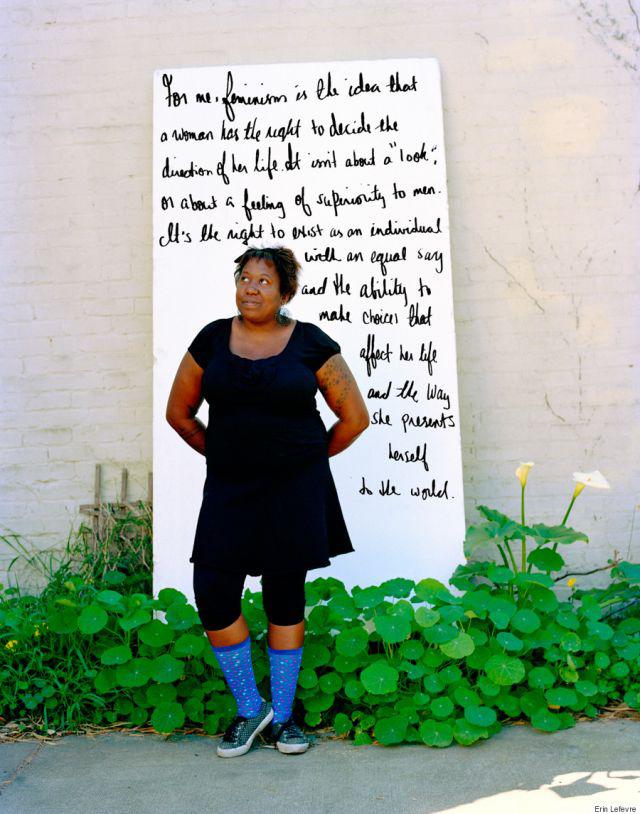 For me, feminism is the idea that
a woman has the right to decide the
direction of her life. It isn't about a "look",
or about a feeling of superiority to men.
It's the right to exist as an individual
with an equal say
and the ability to
make choices that
affect her life
and the way
she presents
herself
to the world.
Erin Lefevre